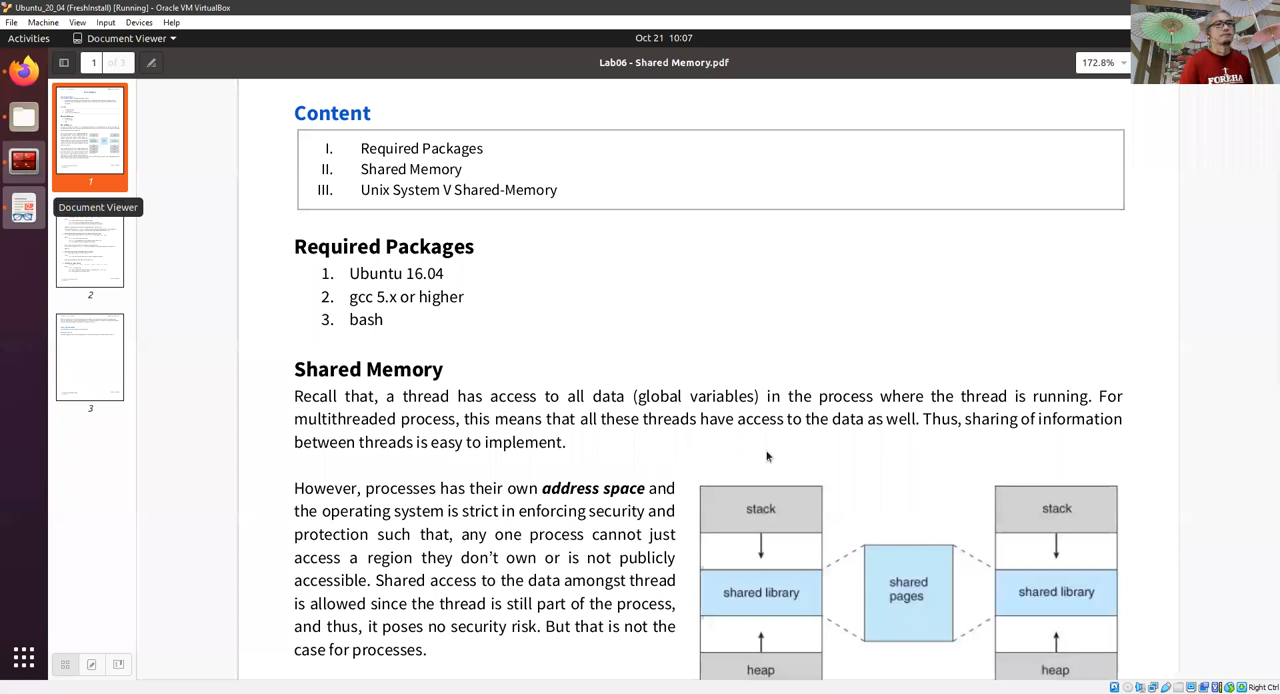 Ubuntu_20_04 (FreshInstall) [Running] - Oracle VM VirtualBox
File Machine View Input Devices Help
Activities Document Viewer Oct 21 10:07
1 of 3 Lab06 - Shared Memory.pdf 172.8%
FOREHA
1
Document Viewer
2
3
Content
I. Required Packages
II. Shared Memory
III. Unix System V Shared-Memory
Required Packages
1. Ubuntu 16.04
2. gcc 5.x or higher
3. bash
Shared Memory
Recall that, a thread has access to all data (global variables) in the process where the thread is running. For
multithreaded process, this means that all these threads have access to the data as well. Thus, sharing of information
between threads is easy to implement.
However, processes has their own address space and
the operating system is strict in enforcing security and
protection such that, any one process cannot just
access a region they don't own or is not publicly
accessible. Shared access to the data amongst thread
is allowed since the thread is still part of the process,
and thus, it poses no security risk. But that is not the
case for processes.
stack
shared library
heap
shared
pages
stack
shared library
heap
Right Ctrl